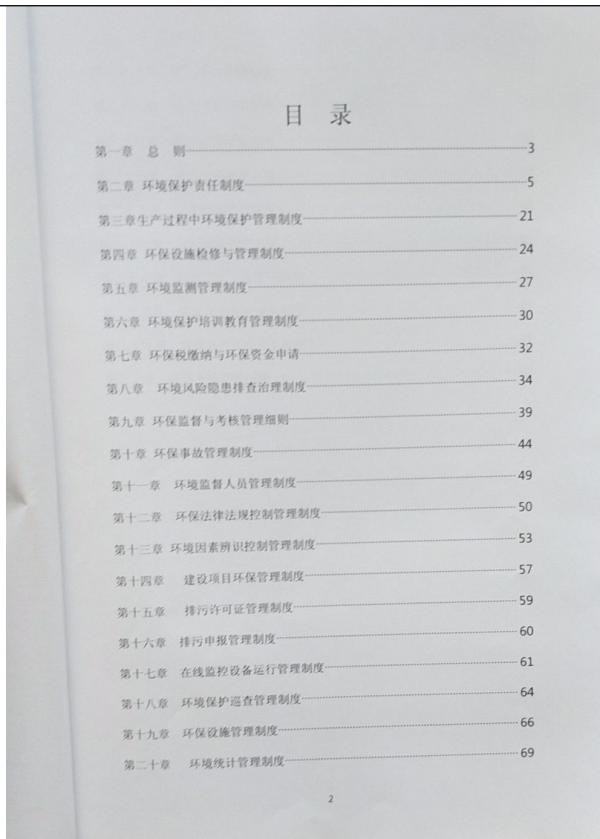 目 录
第一章 总 则 3
第二章 环境保护责任制度 5
第三章生产过程中环境保护管理制度 21
第四章 环保设施检修与管理制度 24
第五章 环境监测管理制度 27
第六章 环境保护培训教育管理制度 30
第七章 环保税缴纳与环保资金申请 32
第八章 环境风险隐患排查治理制度 34
第九章 环保监督与考核管理细则 39
第十章 环保事故管理制度 44
第十一章 环境监督人员管理制度 49
第十二章 环保法律法规控制管理制度 50
第十三章 环境因素辨识控制管理制度 53
第十四章 建设项目环保管理制度 57
第十五章 排污许可证管理制度 59
第十六章 排污申报管理制度 60
第十七章 在线监控设备运行管理制度 61
第十八章 环境保护巡查管理制度 64
第十九章 环保设施管理制度 66
第二十章 环境统计管理制度 69
2